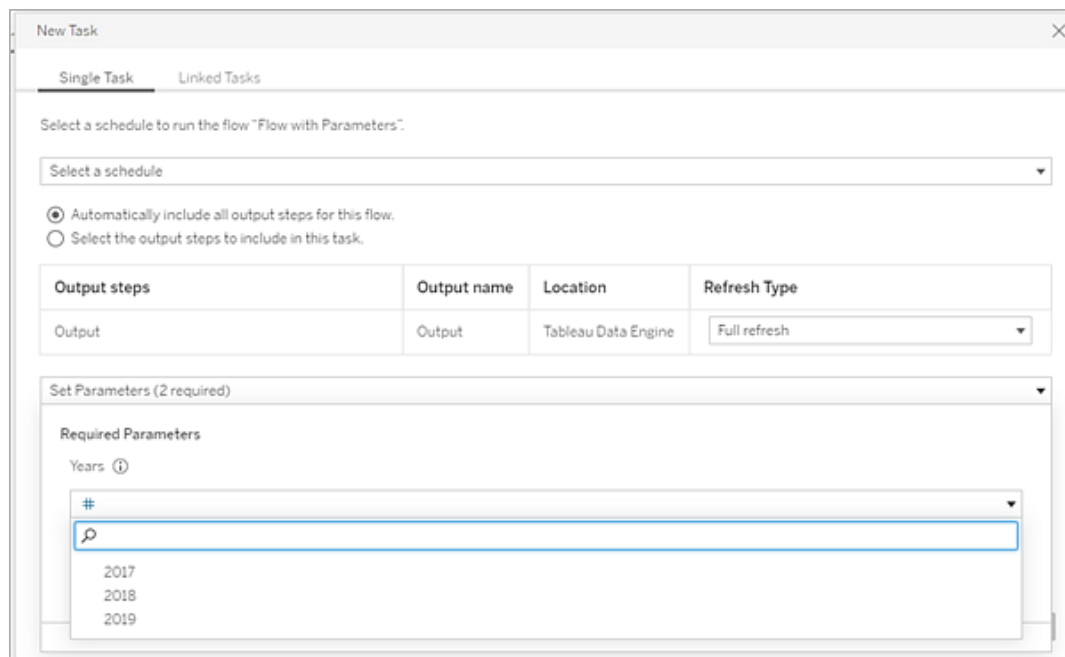 New Task
Single Task Linked Tasks
Select a schedule to run the flow "Flow with Parameters".
Select a schedule
Automatically include all output steps for this flow.
Select the output steps to include in this task.
Output steps Output name Location Refresh Type
Output Output Tableau Data Engine Full refresh
Set Parameters (2 required)
Required Parameters
Years
#
2017
2018
2019